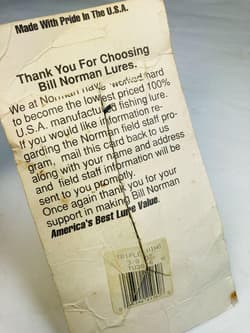 Made With Pride In The U.S.A.
Thank You For Choosing
Bill Norman Lures.
We at Norman have worked hard
to become the lowest priced 100%
U.S.A. manufactured fishing lure.
If you would like information re-
garding the Norman field staff pro-
gram, mail this card back to us
along with your name and address
and field staff information will be
sent to you promptly.
Once again thank you for your
support in making Bill Norman
America's Best Lure Value.